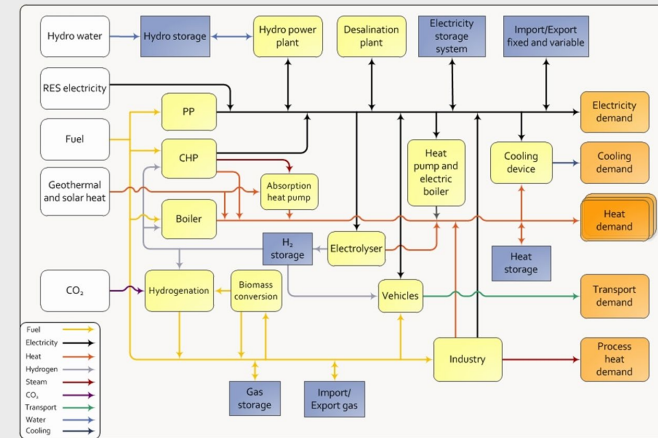 Hydro water
Hydro storage
Hydro power
plant
Desalination
plant
Electricity
storage
system
Import/Export
fixed and variable
RES electricity
PP
Electricity
demand
Fuel
CHP
Heat
pump and
electric
boiler
Cooling
device
Cooling
demand
Geothermal
and solar heat
Absorption
heat pump
Boiler
Heat
demand
H₂
storage
Electrolyser
Heat
storage
CO₂
Hydrogenation
Biomass
conversion
Vehicles
Transport
demand
Industry
Process
heat
demand
Gas
storage
Import/
Export gas
Fuel
Electricity
Heat
Hydrogen
Steam
CO₂
Transport
Water
Cooling